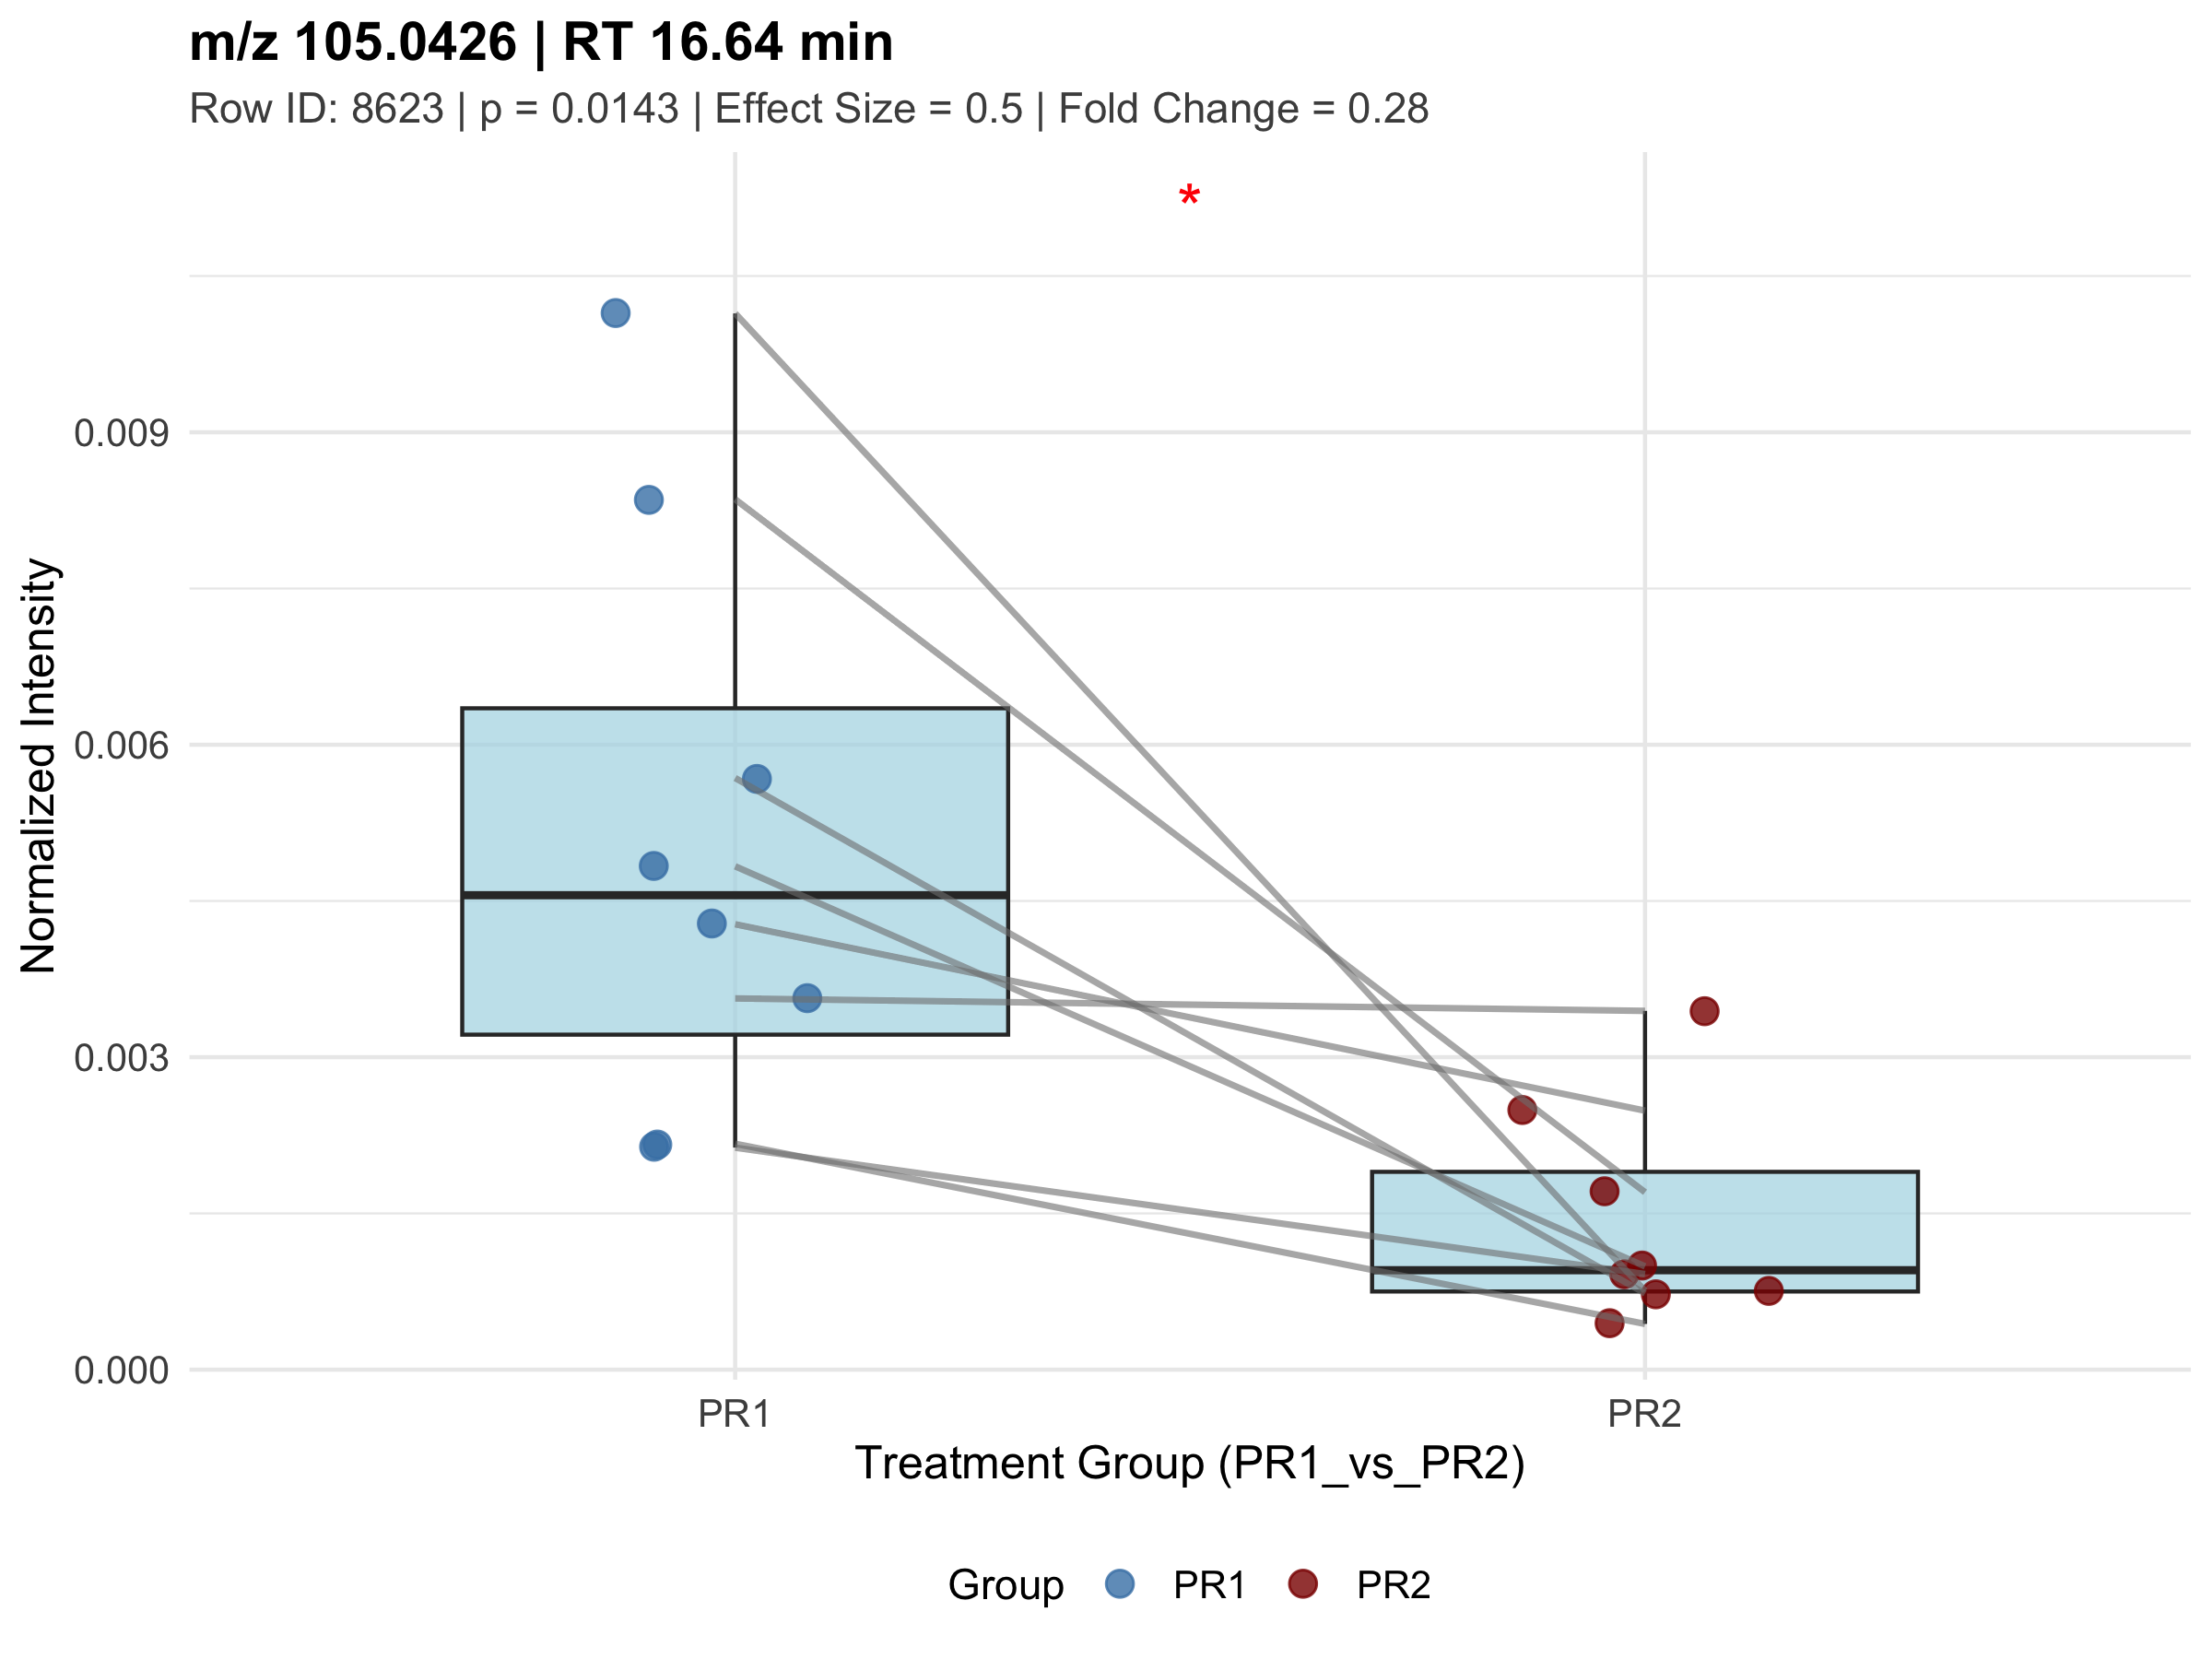 m/z 105.0426 | RT 16.64 min
Row ID: 8623 | p = 0.0143 | Effect Size = 0.5 | Fold Change = 0.28
*
Normalized Intensity
0.009
0.006
0.003
0.000
PR1 PR2
Treatment Group (PR1_vs_PR2)
Group PR1 PR2